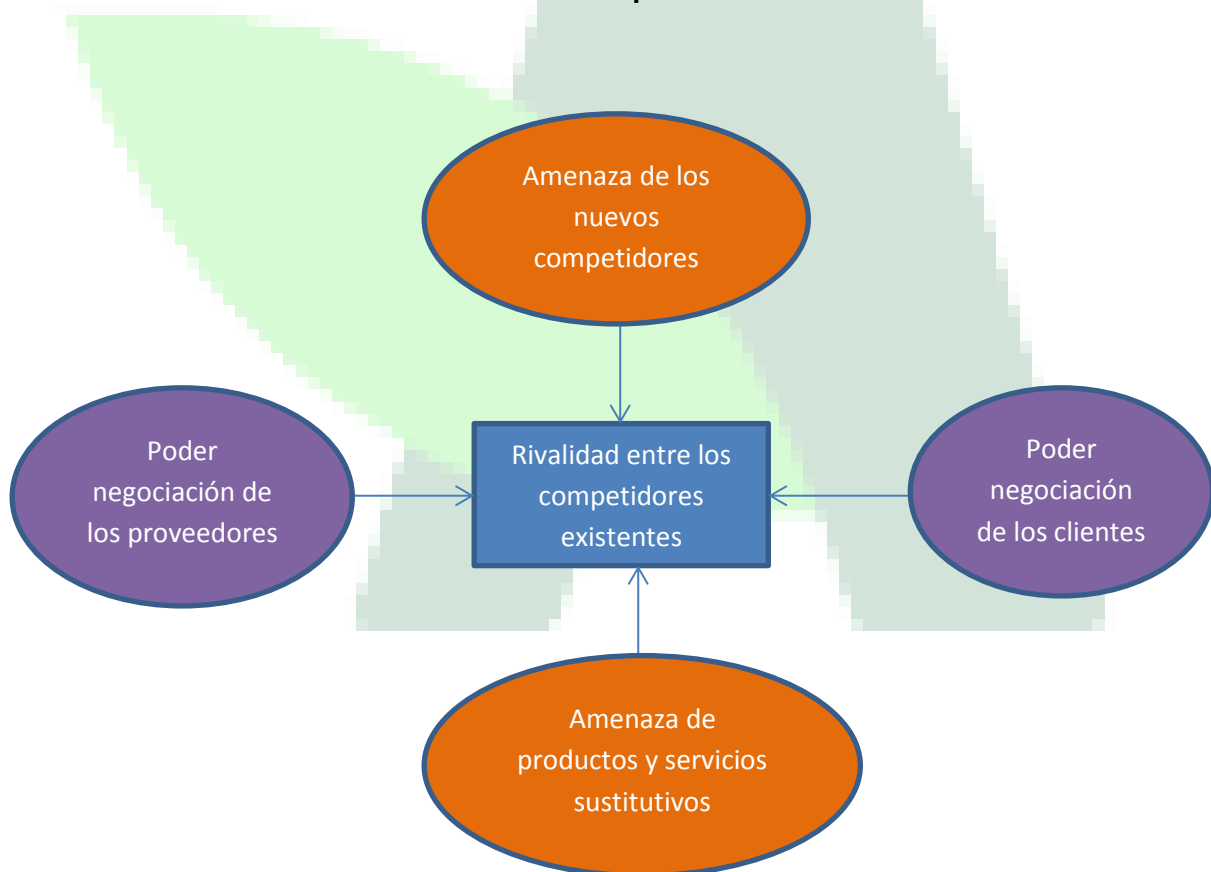 Amenaza de los
nuevos
competidores
Poder
negociación de
los proveedores
Rivalidad entre los
competidores
existentes
Poder
negociación
de los clientes
Amenaza de
productos y servicios
sustitutivos